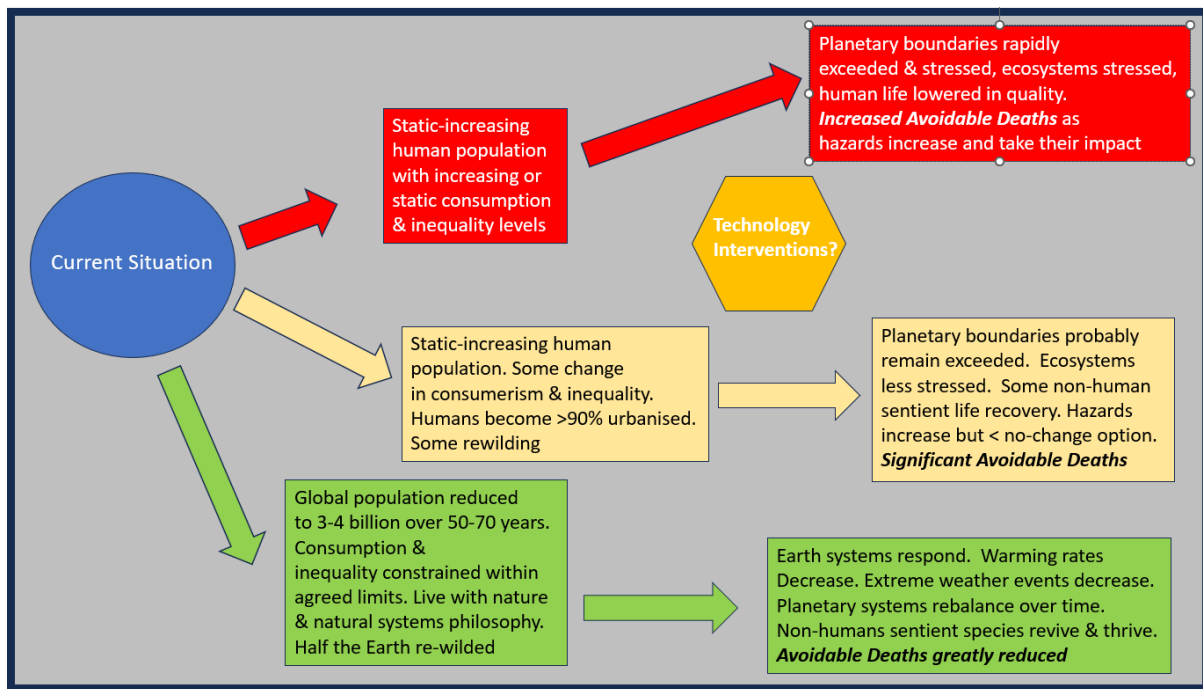 Current Situation
Static-increasing
human population
with increasing or
static consumption
& inequality levels
Planetary boundaries rapidly
exceeded & stressed, ecosystems stressed,
human life lowered in quality.
Increased Avoidable Deaths as
hazards increase and take their impact
Technology
Interventions?
Static-increasing human
population. Some change
in consumerism & inequality.
Humans become >90% urbanised.
Some rewilding
Planetary boundaries probably
remain exceeded. Ecosystems
less stressed. Some non-human
sentient life recovery. Hazards
increase but < no-change option.
Significant Avoidable Deaths
Global population reduced
to 3-4 billion over 50-70 years.
Consumption &
inequality constrained within
agreed limits. Live with nature
& natural systems philosophy.
Half the Earth re-wilded
Earth systems respond. Warming rates
Decrease. Extreme weather events decrease.
Planetary systems rebalance over time.
Non-humans sentient species revive & thrive.
Avoidable Deaths greatly reduced